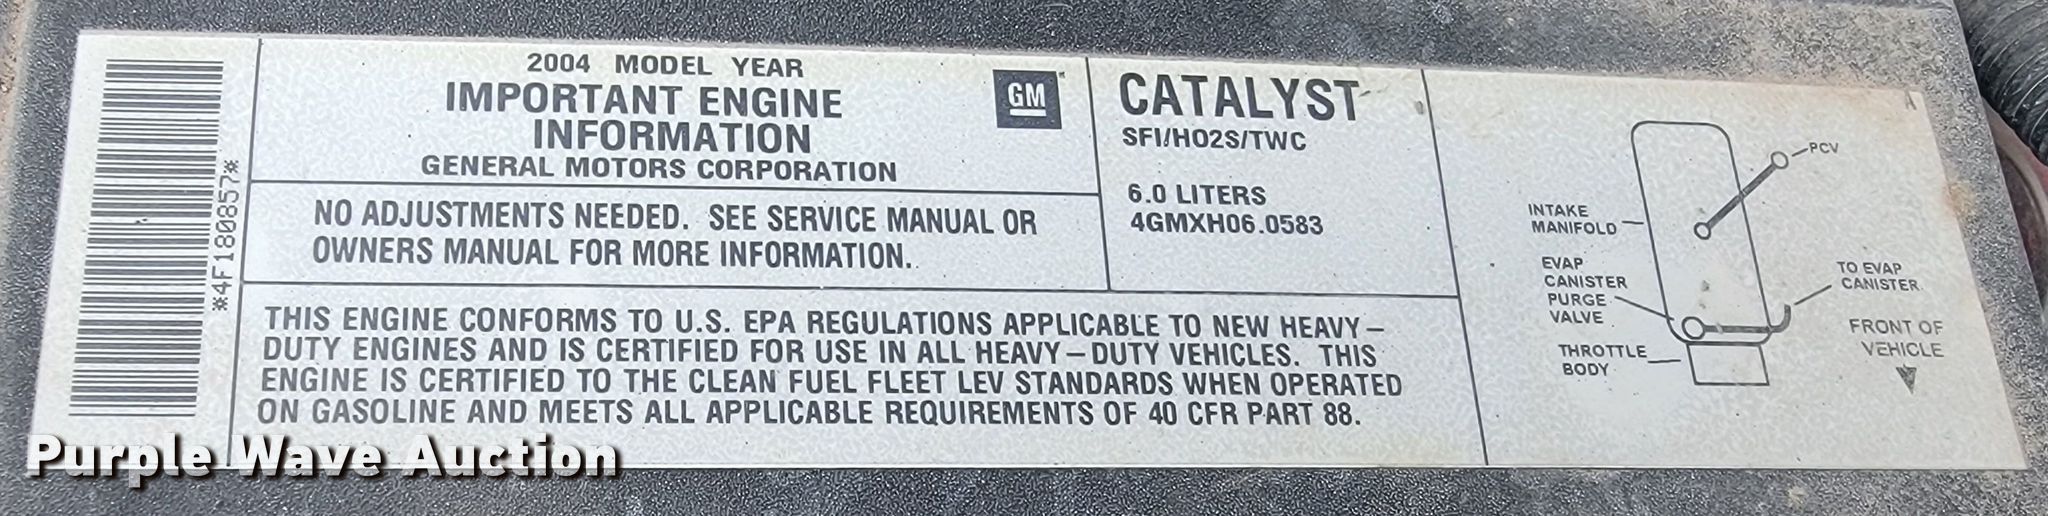 *4F180857*
2004 MODEL YEAR
IMPORTANT ENGINE
INFORMATION
GENERAL MOTORS CORPORATION
GM
NO ADJUSTMENTS NEEDED. SEE SERVICE MANUAL OR
OWNERS MANUAL FOR MORE INFORMATION.
CATALYST
SFI/HO2S/TWC
6.0 LITERS
4GMXH06.0583
THIS ENGINE CONFORMS TO U.S. EPA REGULATIONS APPLICABLE TO NEW HEAVY-
DUTY ENGINES AND IS CERTIFIED FOR USE IN ALL HEAVY-DUTY VEHICLES. THIS
ENGINE IS CERTIFIED TO THE CLEAN FUEL FLEET LEV STANDARDS WHEN OPERATED
ON GASOLINE AND MEETS ALL APPLICABLE REQUIREMENTS OF 40 CFR PART 88.
PCV
INTAKE
MANIFOLD
EVAP
CANISTER
PURGE
VALVE
THROTTLE
BODY
TO EVAP
CANISTER
FRONT OF
VEHICLE
Purple Wave Auction